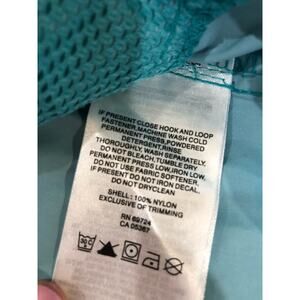 IF PRESENT CLOSE HOOK AND LOOP
FASTENER, MACHINE WASH COLD
PERMANENT PRESS, POWDERED
DETERGENT, RINSE
THOROUGHLY, WASH SEPARATELY.
DO NOT BLEACH, TUMBLE DRY
PERMANENT PRESS LOW, IRON LOW,
DO NOT USE FABRIC SOFTENER.
IF PRESENT DO NOT IRON DECAL.
DO NOT DRYCLEAN
SHELL : 100% NYLON
EXCLUSIVE OF TRIMMING
RN 69724
CA 05367